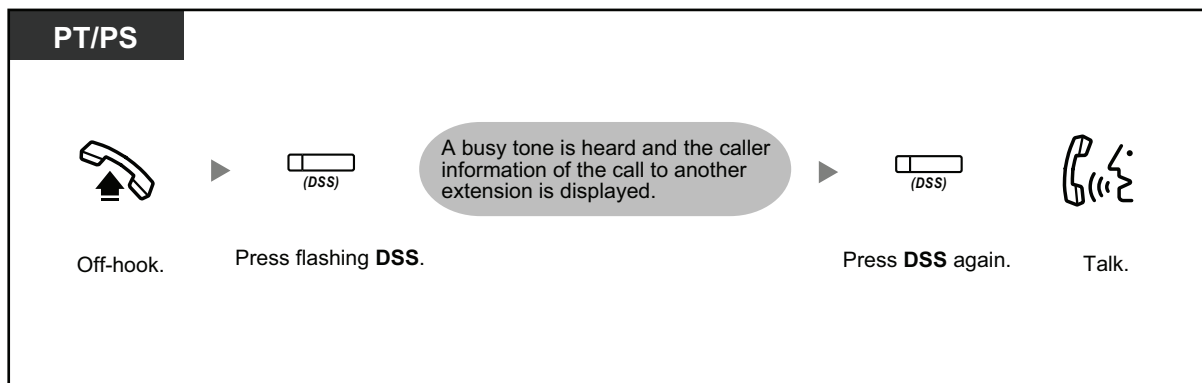 PT/PS
(DSS)
A busy tone is heard and the caller
information of the call to another
extension is displayed.
(DSS)
Off-hook.
Press flashing DSS.
Press DSS again.
Talk.